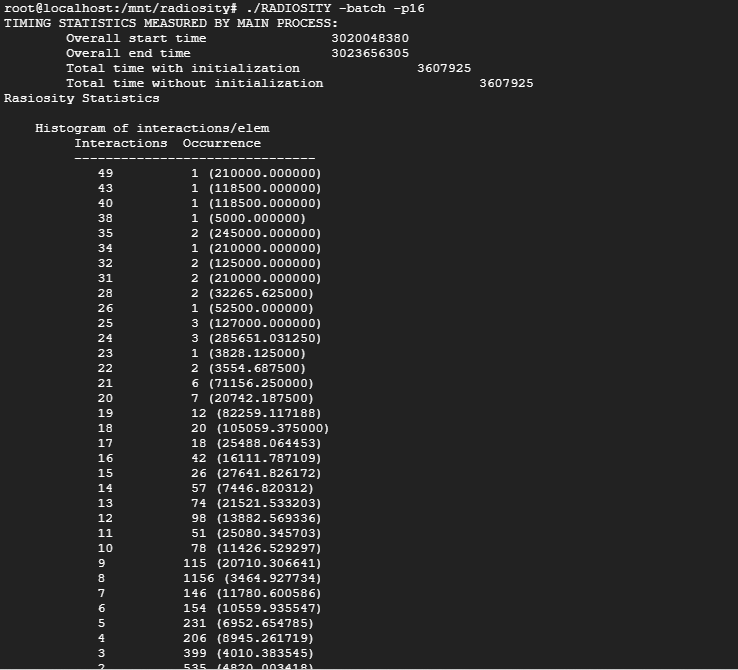 root@localhost:/mnt/radiosity# ./RADIOSITY -batch -p16
TIMING STATISTICS MEASURED BY MAIN PROCESS:
Overall start time 3020048380
Overall end time 3023656305
Total time with initialization 3607925
Total time without initialization 3607925
Rasiosity Statistics
Histogram of interactions/elem
Interactions Occurrence
-------------------------------
49 1 (210000.000000)
43 1 (118500.000000)
40 1 (118500.000000)
38 1 (5000.000000)
35 2 (245000.000000)
34 1 (210000.000000)
32 2 (125000.000000)
31 2 (210000.000000)
28 2 (32265.625000)
26 1 (52500.000000)
25 3 (127000.000000)
24 3 (285651.031250)
23 1 (3828.125000)
22 2 (3554.687500)
21 6 (71156.250000)
20 7 (20742.187500)
19 12 (82259.117188)
18 20 (105059.375000)
17 18 (25488.064453)
16 42 (16111.787109)
15 26 (27641.826172)
14 57 (7446.820312)
13 74 (21521.533203)
12 98 (13882.569336)
11 51 (25080.345703)
10 78 (11426.529297)
9 115 (20710.306641)
8 1156 (3464.927734)
7 146 (11780.600586)
6 154 (10559.935547)
5 231 (6952.654785)
4 206 (8945.261719)
3 399 (4010.383545)
2 535 (4820.003418)